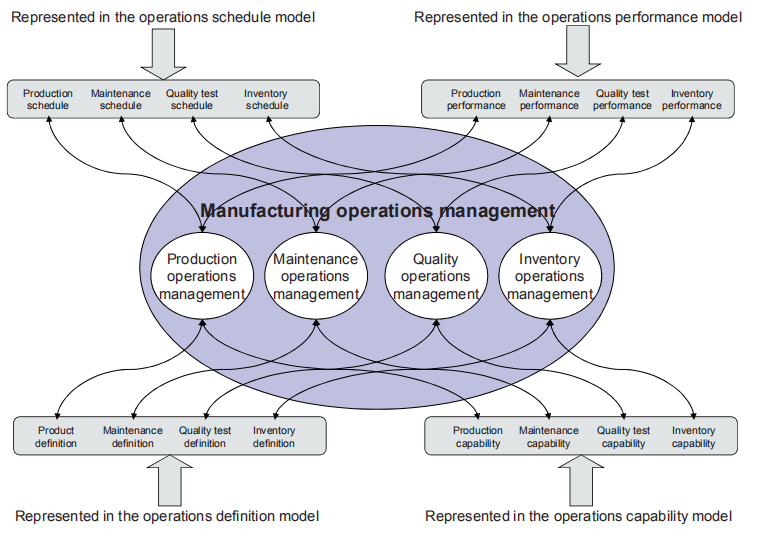 Represented in the operations schedule model
Represented in the operations performance model
Production
schedule
Maintenance
schedule
Quality test
schedule
Inventory
schedule
Production
performance
Maintenance
performance
Quality test
performance
Inventory
performance
Manufacturing operations management
Production
operations
management
Maintenance
operations
management
Quality
operations
management
Inventory
operations
management
Product
definition
Maintenance
definition
Quality test
definition
Inventory
definition
Production
capability
Maintenance
capability
Quality test
capability
Inventory
capability
Represented in the operations definition model
Represented in the operations capability model